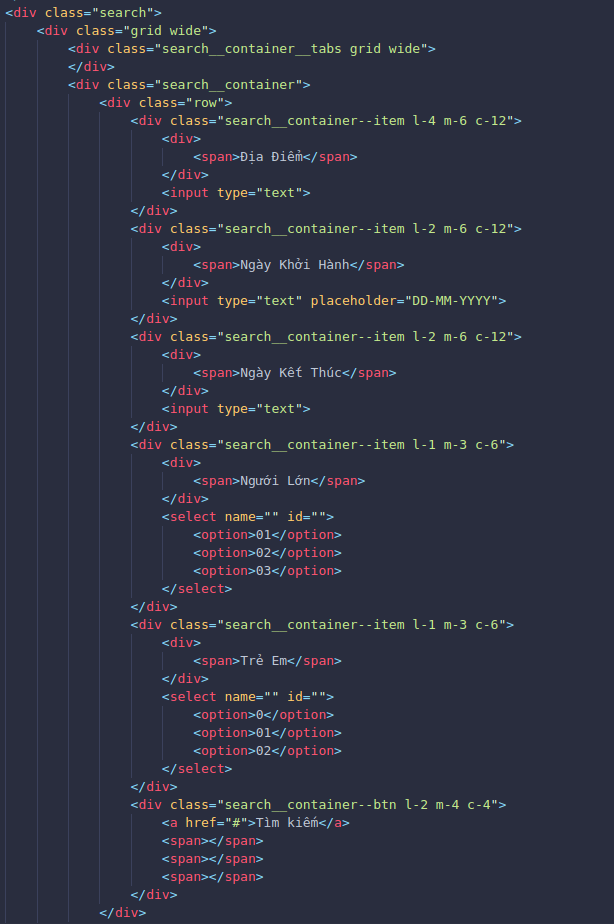 <div class="search">
<div class="grid wide">
<div class="search__container__tabs grid wide">
</div>
<div class="search__container">
<div class="row">
<div class="search__container--item l-4 m-6 c-12">
<div>
<span>Địa Điểm</span>
</div>
<input type="text">
</div>
<div class="search__container--item l-2 m-6 c-12">
<div>
<span>Ngày Khởi Hành</span>
</div>
<input type="text" placeholder="DD-MM-YYYY">
</div>
<div class="search__container--item l-2 m-6 c-12">
<div>
<span>Ngày Kết Thúc</span>
</div>
<input type="text">
</div>
<div class="search__container--item l-1 m-3 c-6">
<div>
<span>Người Lớn</span>
</div>
<select name="" id="">
<option>01</option>
<option>02</option>
<option>03</option>
</select>
</div>
<div class="search__container--item l-1 m-3 c-6">
<div>
<span>Trẻ Em</span>
</div>
<select name="" id="">
<option>0</option>
<option>01</option>
<option>02</option>
</select>
</div>
<div class="search__container--btn l-2 m-4 c-4">
<a href="#">Tìm kiếm</a>
<span></span>
<span></span>
<span></span>
</div>
</div>